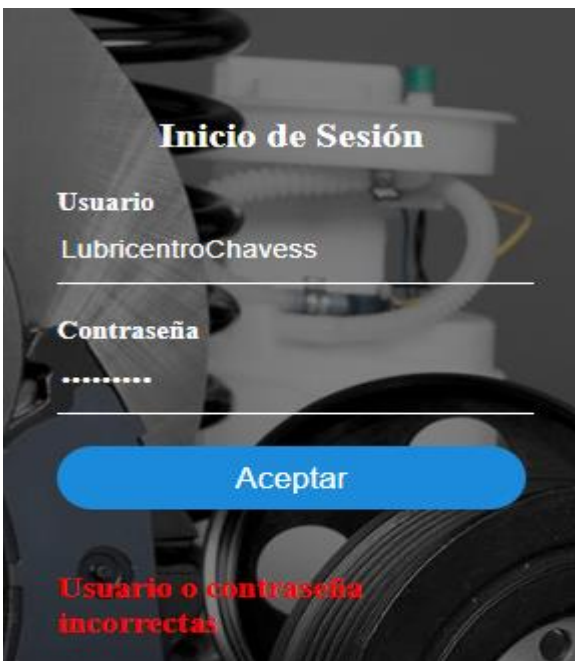 Inicio de Sesión
Usuario
LubricentroChavess
Contraseña
•••••••••
Aceptar
Usuario o contraseña
incorrectas